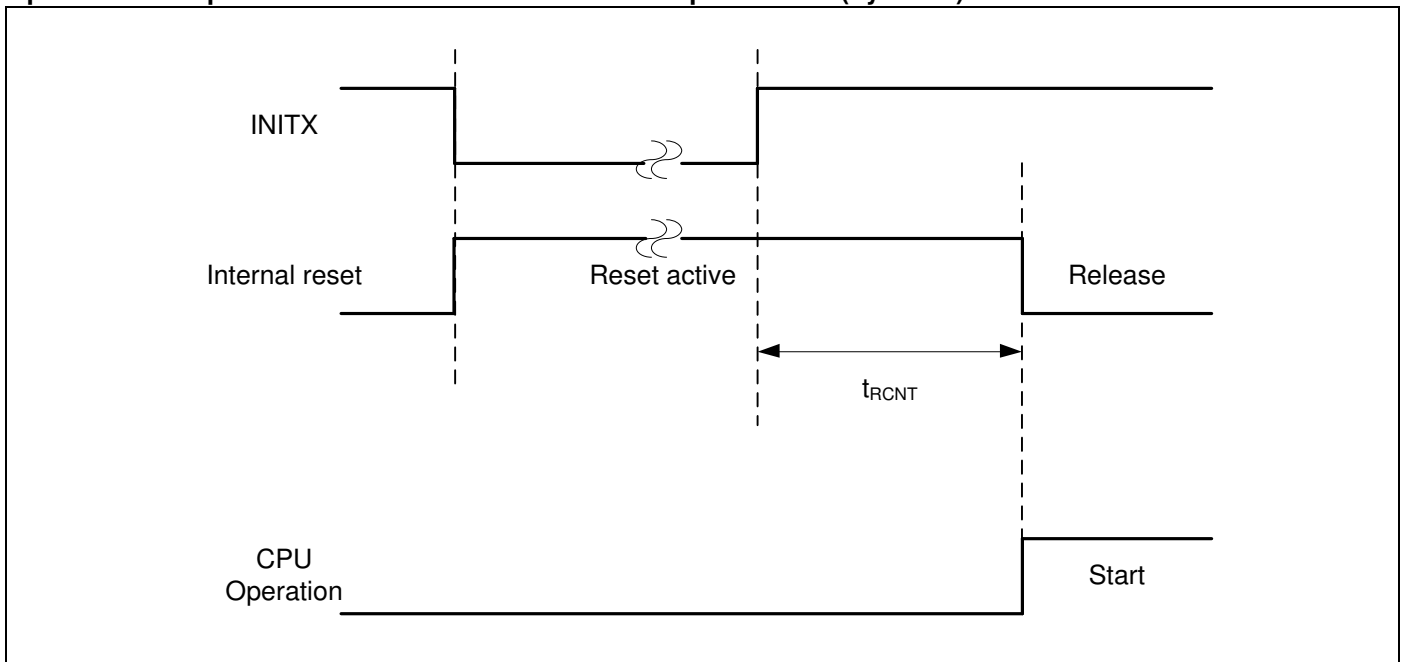 INITX
Internal reset
Reset active
Release
tRCNT
CPU
Operation
Start